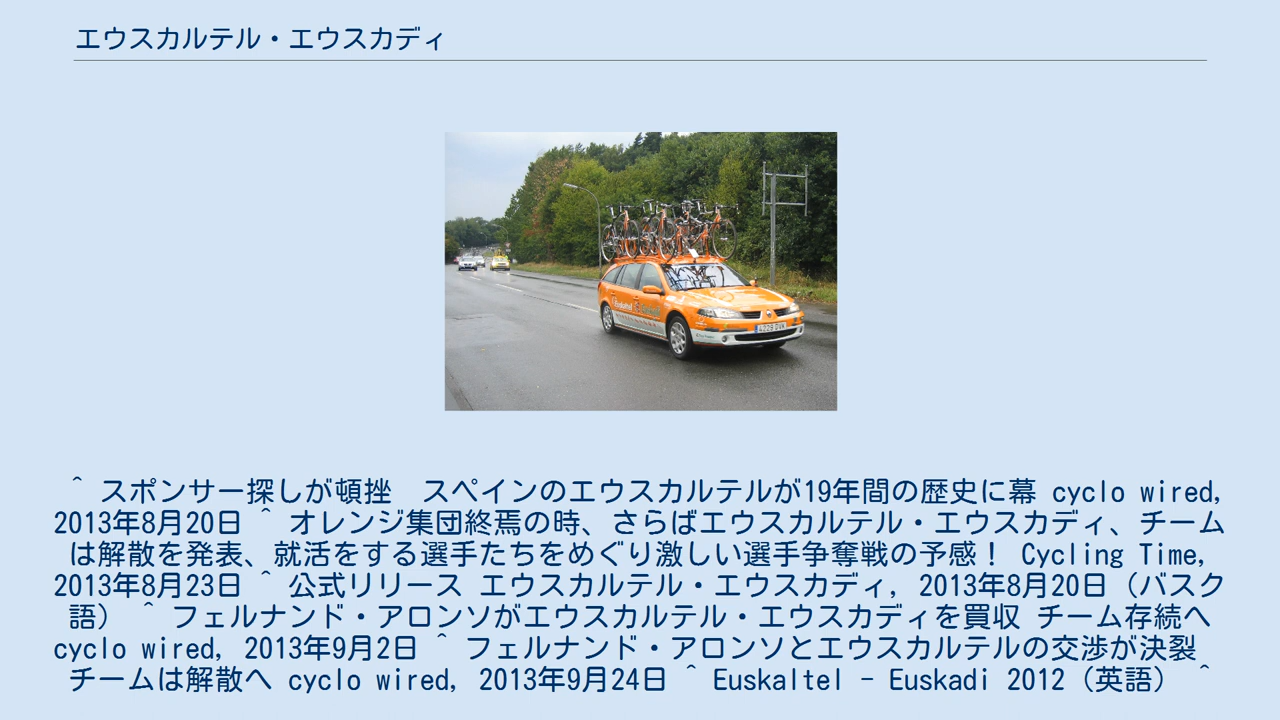 エウスカルテル・エウスカディ
Euskaltel
^ スポンサー探しが頓挫　スペインのエウスカルテルが19年間の歴史に幕 cyclo wired,
2013年8月20日 ^ オレンジ集団終焉の時、さらばエウスカルテル・エウスカディ、チーム
は解散を発表、就活をする選手たちをめぐり激しい選手争奪戦の予感！ Cycling Time,
2013年8月23日 ^ 公式リリース エウスカルテル・エウスカディ, 2013年8月20日（バスク
語） ^ フェルナンド・アロンソがエウスカルテル・エウスカディを買収 チーム存続へ
cyclo wired, 2013年9月2日 ^ フェルナンド・アロンソとエウスカルテルの交渉が決裂
チームは解散へ cyclo wired, 2013年9月24日 ^ Euskaltel - Euskadi 2012（英語） ^